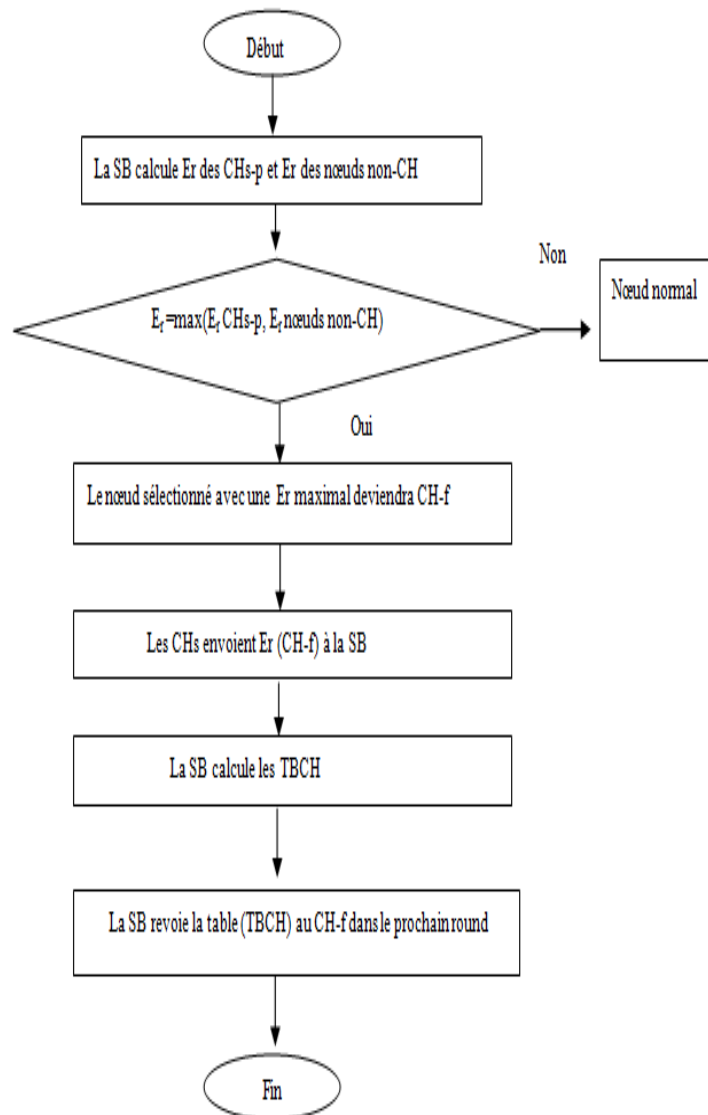 Début
La SB calcule Er des CHs-p et Er des nœuds non-CH
Non
Nœud normal
Er =max(Er CHs-p, Er nœuds non-CH)
Oui
Le nœud sélectionné avec une Er maximal deviendra CH-f
Les CHs envoient Er (CH-f) à la SB
La SB calcule les TBCH
La SB revoie la table (TBCH) au CH-f dans le prochain round
Fin